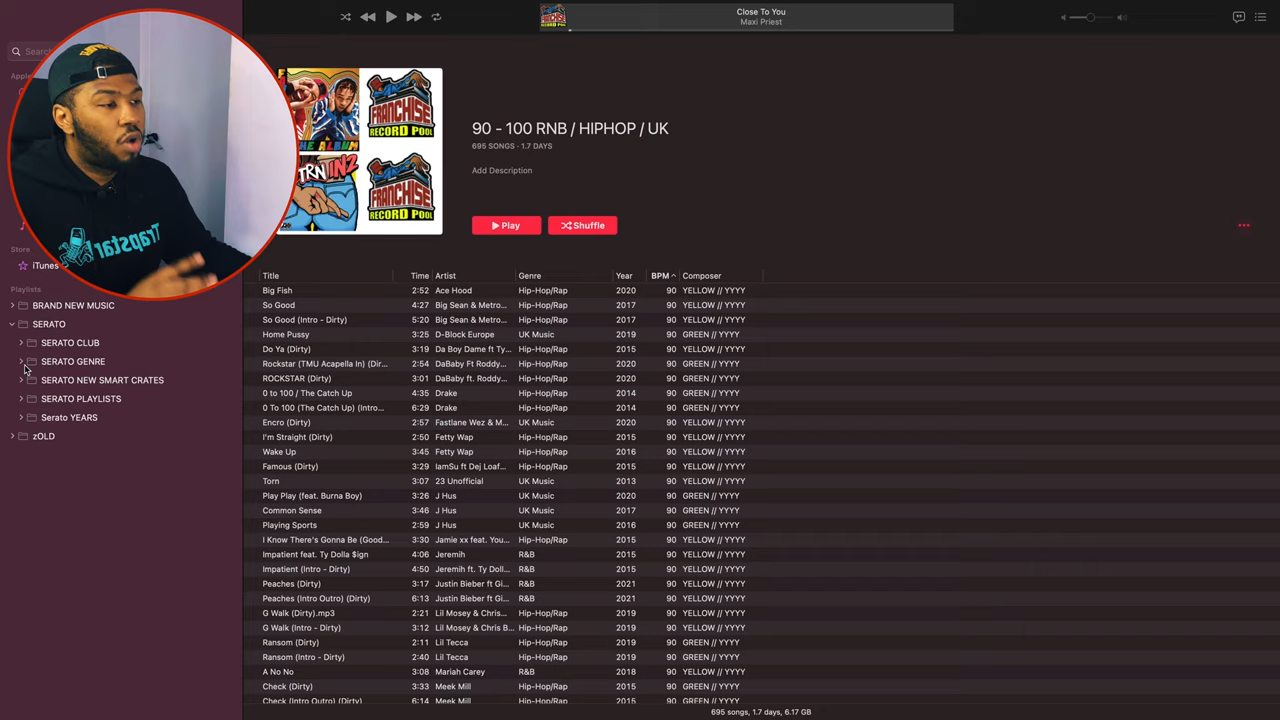 Close To You
Maxi Priest
Search
Apple
Store
iTunes
Playlists
BRAND NEW MUSIC
SERATO
SERATO CLUB
SERATO GENRE
SERATO NEW SMART CRATES
SERATO PLAYLISTS
Serato YEARS
zOLD
Trapstar
THE ALBUM
FRANCHISE
RECORD POOL
FRANCHISE
RECORD POOL
90 - 100 RNB / HIPHOP / UK
695 SONGS · 1.7 DAYS
Add Description
Play
Shuffle
Title Time Artist Genre Year BPM Composer
Big Fish 2:52 Ace Hood Hip-Hop/Rap 2020 90 YELLOW // YYYY
So Good 4:27 Big Sean & Metro... Hip-Hop/Rap 2017 90 YELLOW // YYYY
So Good (Intro - Dirty) 5:20 Big Sean & Metro... Hip-Hop/Rap 2017 90 YELLOW // YYYY
Home Pussy 3:25 D-Block Europe UK Music 2019 90 GREEN // YYYY
Do Ya (Dirty) 3:19 Da Boy Dame ft Ty... Hip-Hop/Rap 2015 90 YELLOW // YYYY
Rockstar (TMU Acapella In) (Dir... 2:54 DaBaby Ft Roddy... Hip-Hop/Rap 2020 90 GREEN // YYYY
ROCKSTAR (Dirty) 3:01 DaBaby ft. Roddy... Hip-Hop/Rap 2020 90 GREEN // YYYY
0 to 100 / The Catch Up 4:35 Drake Hip-Hop/Rap 2014 90 GREEN // YYYY
0 To 100 (The Catch Up) (Intro... 6:29 Drake Hip-Hop/Rap 2014 90 GREEN // YYYY
Encro (Dirty) 2:57 Fastlane Wez & M... UK Music 2020 90 YELLOW // YYYY
I'm Straight (Dirty) 2:50 Fetty Wap Hip-Hop/Rap 2015 90 YELLOW // YYYY
Wake Up 3:45 Fetty Wap Hip-Hop/Rap 2015 90 YELLOW // YYYY
Famous (Dirty) 3:29 IamSu ft Dej Loaf... Hip-Hop/Rap 2015 90 YELLOW // YYYY
Torn 3:07 23 Unofficial UK Music 2013 90 YELLOW // YYYY
Play Play (feat. Burna Boy) 3:26 J Hus UK Music 2020 90 GREEN // YYYY
Common Sense 3:46 J Hus UK Music 2017 90 GREEN // YYYY
Playing Sports 2:59 J Hus UK Music 2016 90 GREEN // YYYY
I Know There's Gonna Be (Good... 3:30 Jamie xx feat. You... Hip-Hop/Rap 2015 90 YELLOW // YYYY
Impatient feat. Ty Dolla $ign 4:06 Jeremih R&B 2015 90 YELLOW // YYYY
Impatient (Intro - Dirty) 4:50 Jeremih ft. Ty Doll... R&B 2015 90 YELLOW // YYYY
Peaches (Dirty) 3:17 Justin Bieber ft Gi... R&B 2021 90 YELLOW // YYYY
Peaches (Intro Outro) (Dirty) 6:13 Justin Bieber ft Gi... R&B 2021 90 YELLOW // YYYY
G Walk (Dirty).mp3 2:21 Lil Mosey & Chris... Hip-Hop/Rap 2019 90 YELLOW // YYYY
G Walk (Intro - Dirty) 3:12 Lil Mosey & Chris B... Hip-Hop/Rap 2019 90 YELLOW // YYYY
Ransom (Dirty) 2:11 Lil Tecca Hip-Hop/Rap 2019 90 GREEN // YYYY
Ransom (Intro - Dirty) 2:40 Lil Tecca Hip-Hop/Rap 2019 90 GREEN // YYYY
A No No 3:08 Mariah Carey R&B 2018 90 YELLOW // YYYY
Check (Dirty) 3:33 Meek Mill Hip-Hop/Rap 2015 90 GREEN // YYYY
Check (Intro Outro) (Dirty) 6:14 Meek Mill Hip-Hop/Rap 2015 90 GREEN // YYYY
695 songs, 1.7 days, 6.17 GB